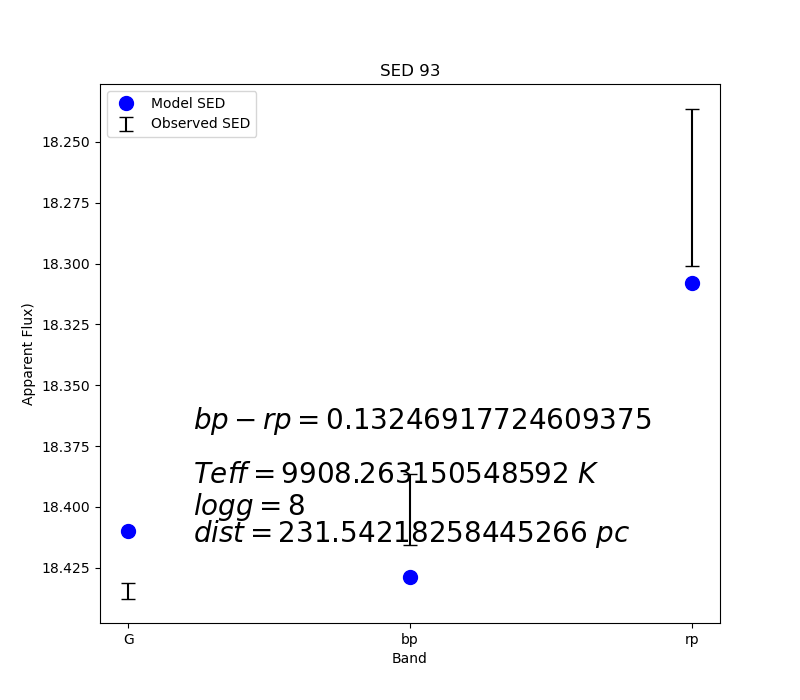 SED 93
Model SED
Observed SED
18.250
18.275
18.300
18.325
18.350
18.375
18.400
18.425
Apparent Flux)
bp − rp = 0.13246917724609375
Teff = 9908.263150548592 K
logg = 8
dist = 231.54218258445266 pc
G
bp
rp
Band